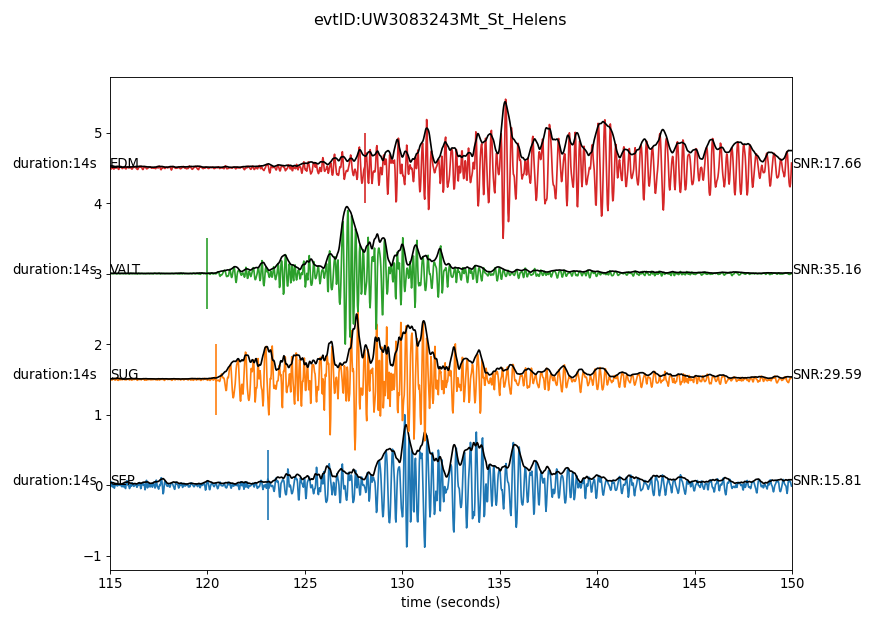 evtID:UW3083243Mt_St_Helens
5
duration:14s EDM SNR:17.66
4
duration:14s VALT SNR:35.16
3
2
duration:14s SUG SNR:29.59
1
duration:14s SEP SNR:15.81
0
−1
115 120 125 130 135 140 145 150
time (seconds)